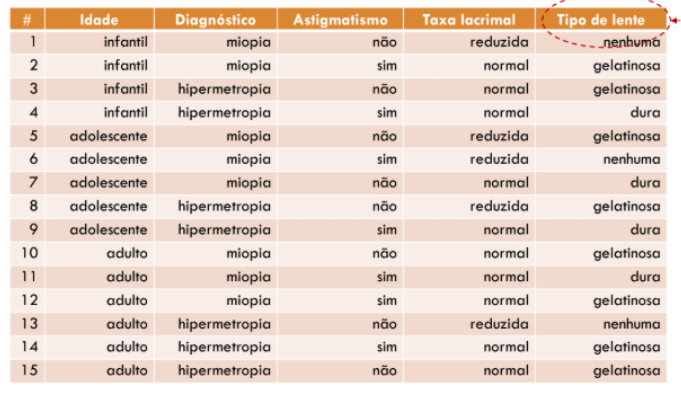 # Idade Diagnóstico Astigmatismo Taxa lacrimal Tipo de lente
1 infantil miopia não reduzida nenhuma
2 infantil miopia sim normal gelatinosa
3 infantil hipermetropia não normal gelatinosa
4 infantil hipermetropia sim normal dura
5 adolescente miopia não reduzida gelatinosa
6 adolescente miopia sim reduzida nenhuma
7 adolescente miopia não normal dura
8 adolescente hipermetropia não reduzida gelatinosa
9 adolescente hipermetropia sim normal dura
10 adulto miopia não normal gelatinosa
11 adulto miopia sim normal dura
12 adulto miopia sim normal gelatinosa
13 adulto hipermetropia não reduzida nenhuma
14 adulto hipermetropia sim normal gelatinosa
15 adulto hipermetropia não normal gelatinosa